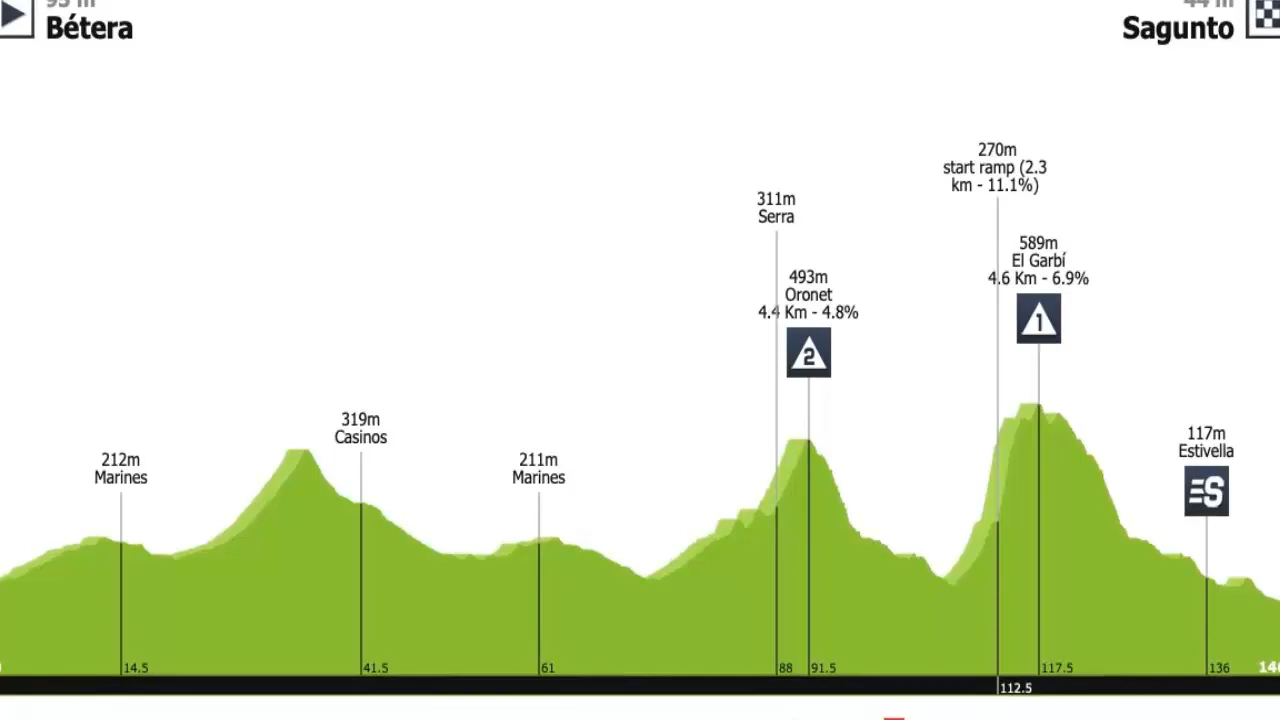 Bétera
Sagunto
270m
start ramp (2.3
km - 11.1%)
311m
Serra
589m
El Garbí
4.6 Km - 6.9%
493m
Oronet
4.4 Km - 4.8%
1
2
319m
Casinos
117m
Estivella
S
212m
Marines
211m
Marines
14.5
41.5
61
88
91.5
117.5
136
112.5